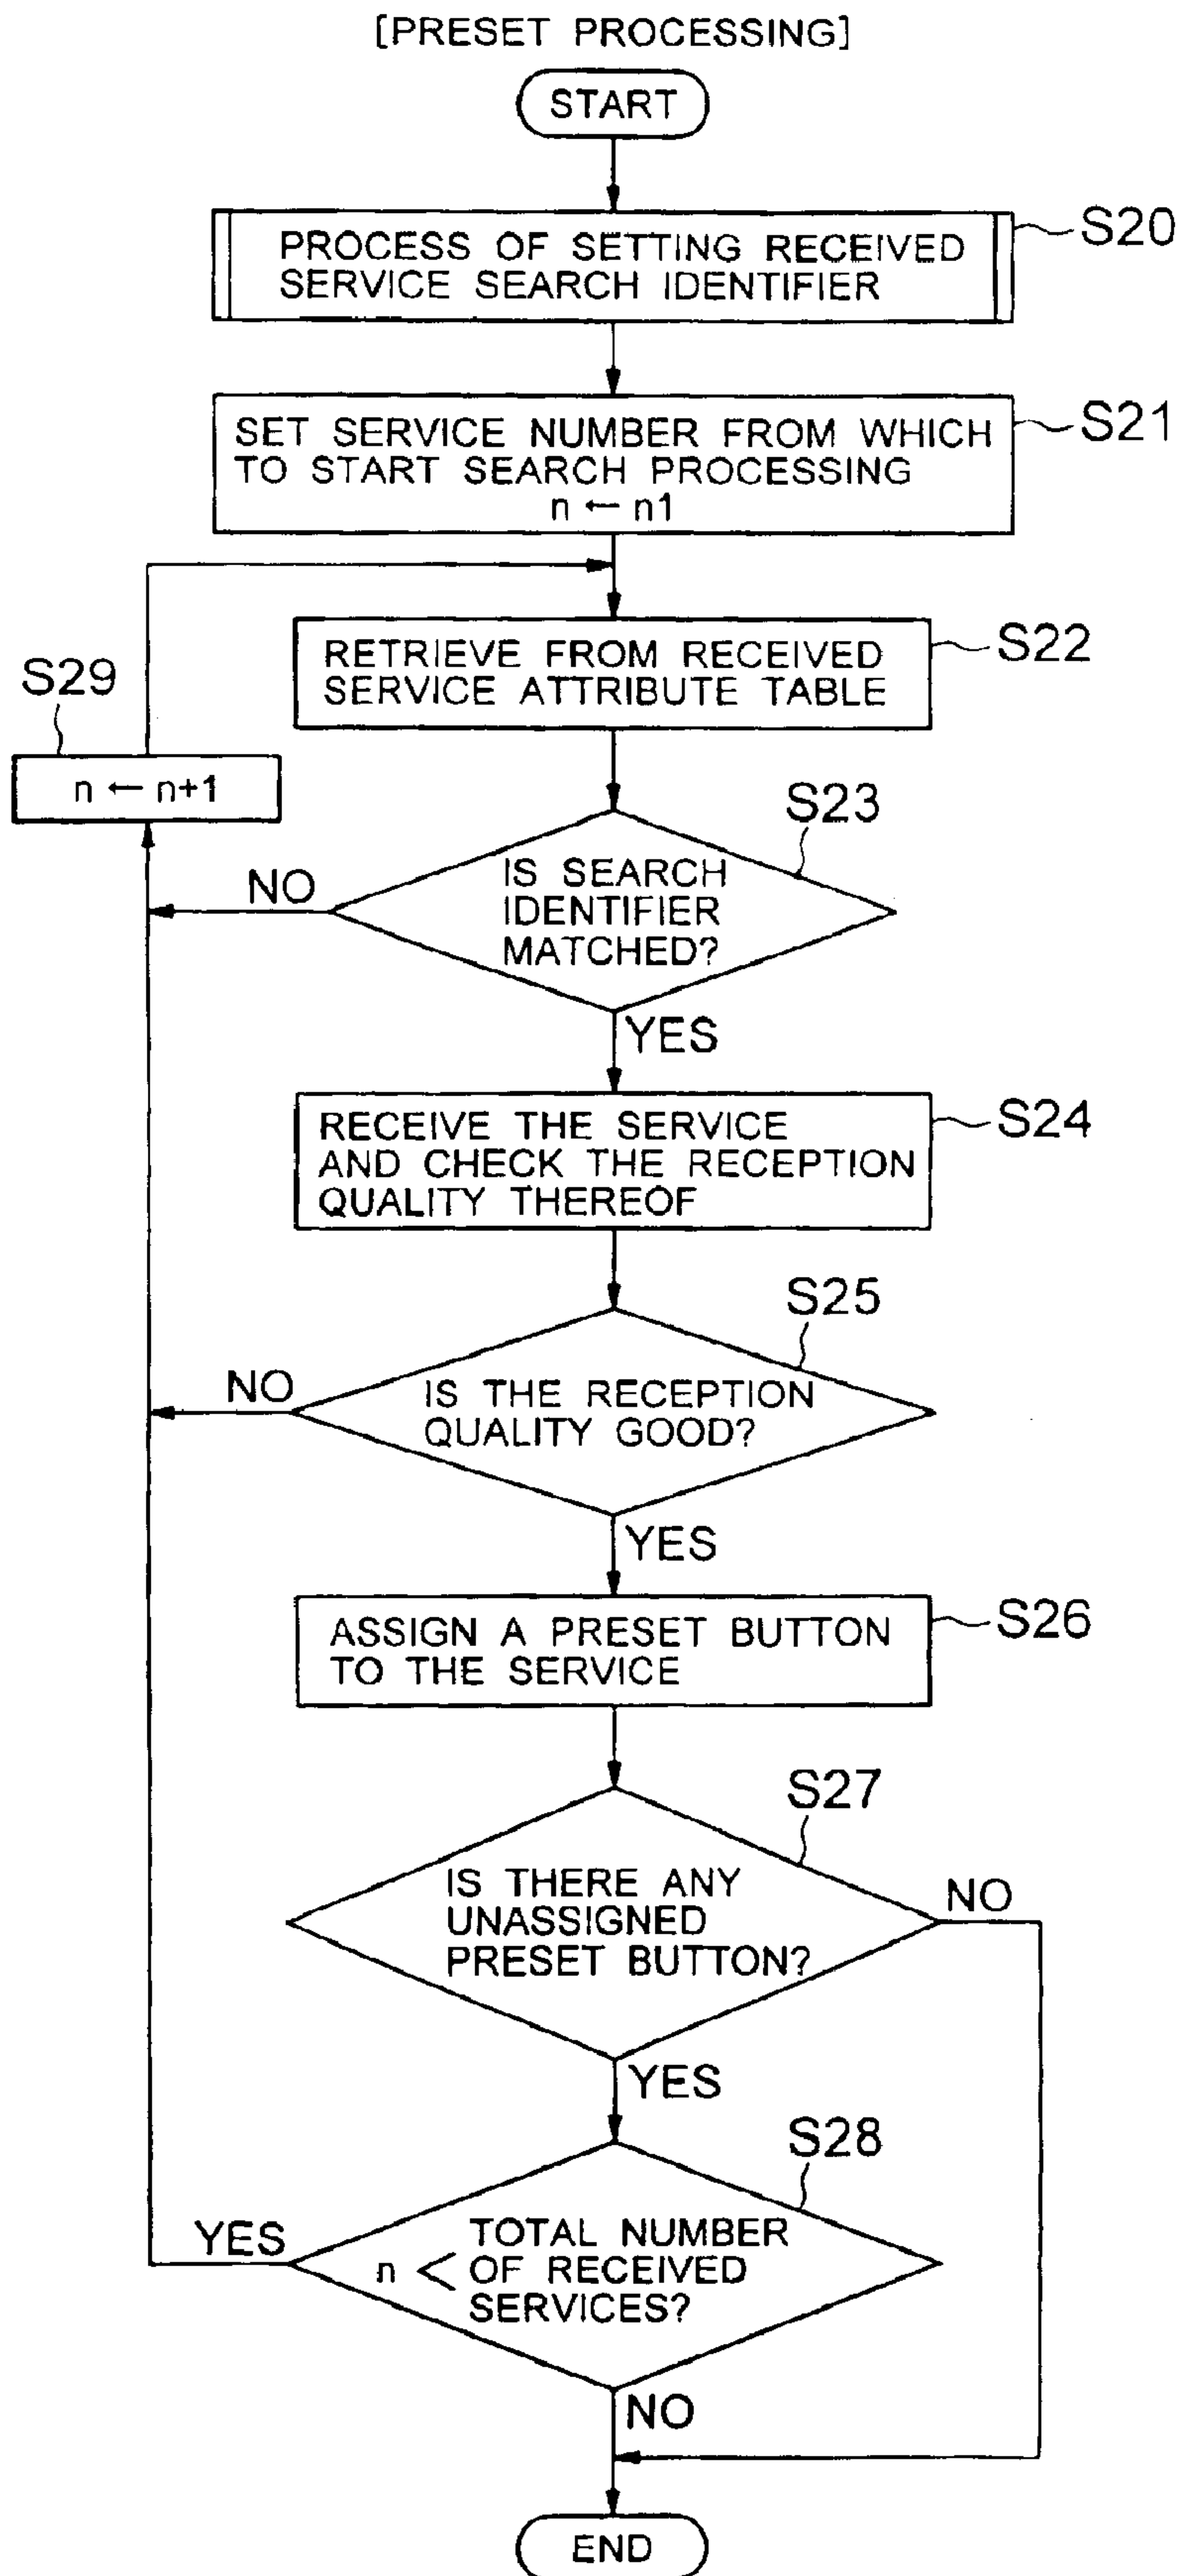 [PRESET PROCESSING]
START
PROCESS OF SETTING RECEIVED
SERVICE SEARCH IDENTIFIER
S20
SET SERVICE NUMBER FROM WHICH
TO START SEARCH PROCESSING
n ← n1
S21
RETRIEVE FROM RECEIVED
SERVICE ATTRIBUTE TABLE
S22
S29
n ← n+1
S23
IS SEARCH
IDENTIFIER
MATCHED?
NO
YES
RECEIVE THE SERVICE
AND CHECK THE RECEPTION
QUALITY THEREOF
S24
S25
IS THE RECEPTION
QUALITY GOOD?
NO
YES
ASSIGN A PRESET BUTTON
TO THE SERVICE
S26
S27
IS THERE ANY
UNASSIGNED
PRESET BUTTON?
NO
YES
S28
n < TOTAL NUMBER
OF RECEIVED
SERVICES?
YES
NO
END